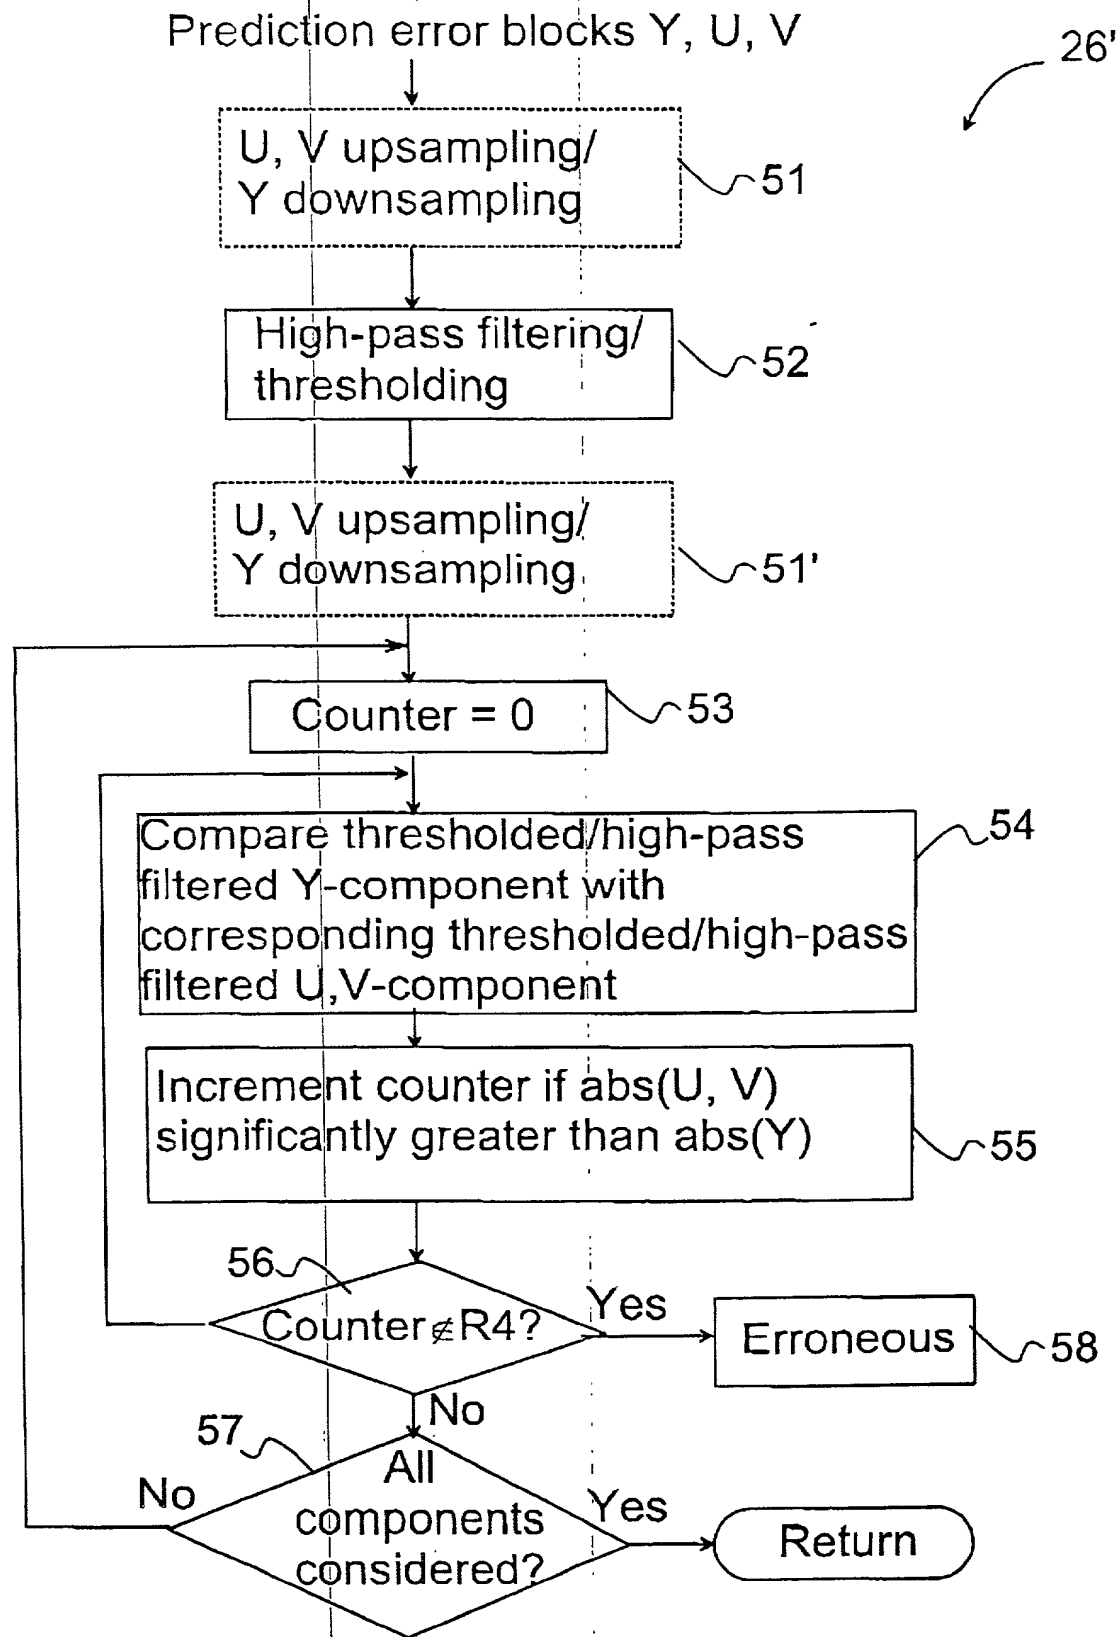 Prediction error blocks Y, U, V
26'
U, V upsampling/
Y downsampling
51
High-pass filtering/
thresholding
52
U, V upsampling/
Y downsampling
51'
Counter = 0
53
Compare thresholded/high-pass
filtered Y-component with
corresponding thresholded/high-pass
filtered U,V-component
54
Increment counter if abs(U, V)
significantly greater than abs(Y)
55
56
Counter∉R4?
Yes
Erroneous
58
No
57
All
components
considered?
No
Yes
Return